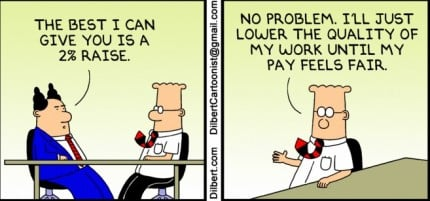 THE BEST I CAN
GIVE YOU IS A
2% RAISE.
Dilbert.com DilbertCartoonist@gmail.com
NO PROBLEM. I'LL JUST
LOWER THE QUALITY OF
MY WORK UNTIL MY
PAY FEELS FAIR.